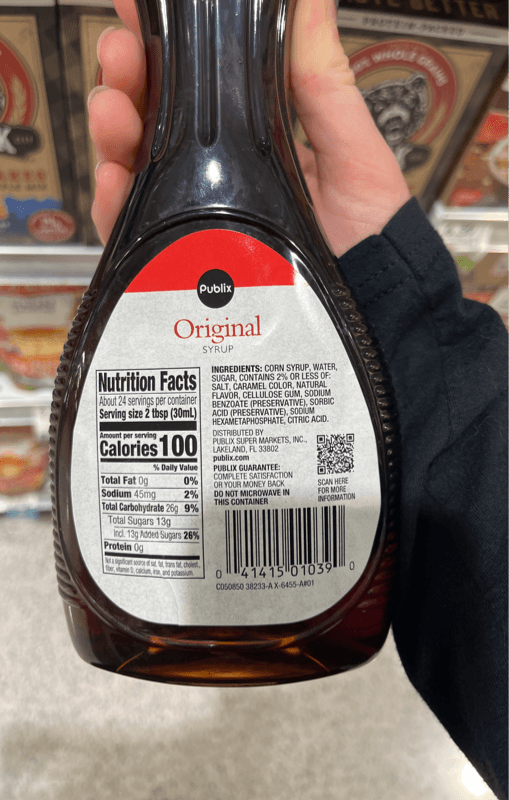 TE BETTER
PROTEIN-PACKED
WHOLE GRAINS
K
Publix
Original
SYRUP
Nutrition Facts
About 24 servings per container
Serving size 2 tbsp (30mL)
Amount per serving
Calories 100
% Daily Value
Total Fat 0g 0%
Sodium 45mg 2%
Total Carbohydrate 26g 9%
Total Sugars 13g
Incl. 13g Added Sugars 26%
Protein 0g
Not a significant source of sat. fat, trans fat, cholest.,
fiber, vitamin D, calcium, iron, and potassium.
INGREDIENTS: CORN SYRUP, WATER,
SUGAR, CONTAINS 2% OR LESS OF:
SALT, CARAMEL COLOR, NATURAL
FLAVOR, CELLULOSE GUM, SODIUM
BENZOATE (PRESERVATIVE), SORBIC
ACID (PRESERVATIVE), SODIUM
HEXAMETAPHOSPHATE, CITRIC ACID.
DISTRIBUTED BY
PUBLIX SUPER MARKETS, INC.,
LAKELAND, FL 33802
publix.com
PUBLIX GUARANTEE:
COMPLETE SATISFACTION
OR YOUR MONEY BACK
DO NOT MICROWAVE IN
THIS CONTAINER
SCAN HERE
FOR MORE
INFORMATION
0 41415 01039 0
C050850 38233-A X-6455-A#01